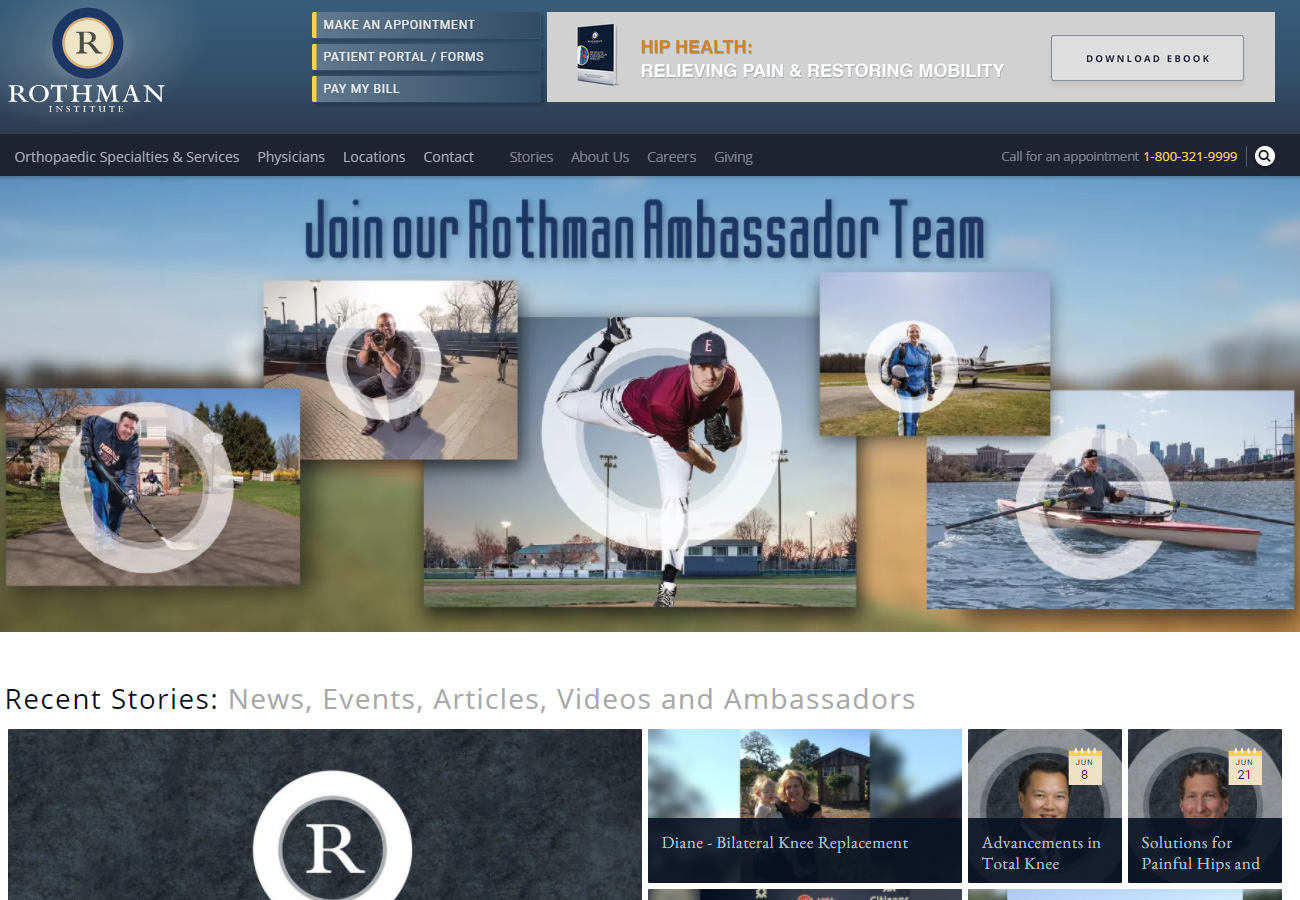 R
ROTHMAN
INSTITUTE
MAKE AN APPOINTMENT
PATIENT PORTAL / FORMS
PAY MY BILL
HIP HEALTH:
RELIEVING PAIN & RESTORING MOBILITY
DOWNLOAD EBOOK
Orthopaedic Specialties & Services Physicians Locations Contact Stories About Us Careers Giving Call for an appointment 1-800-321-9999
Join our Rothman Ambassador Team
E
Recent Stories: News, Events, Articles, Videos and Ambassadors
R
Diane - Bilateral Knee Replacement
JUN
8
Advancements in
Total Knee
JUN
21
Solutions for
Painful Hips and